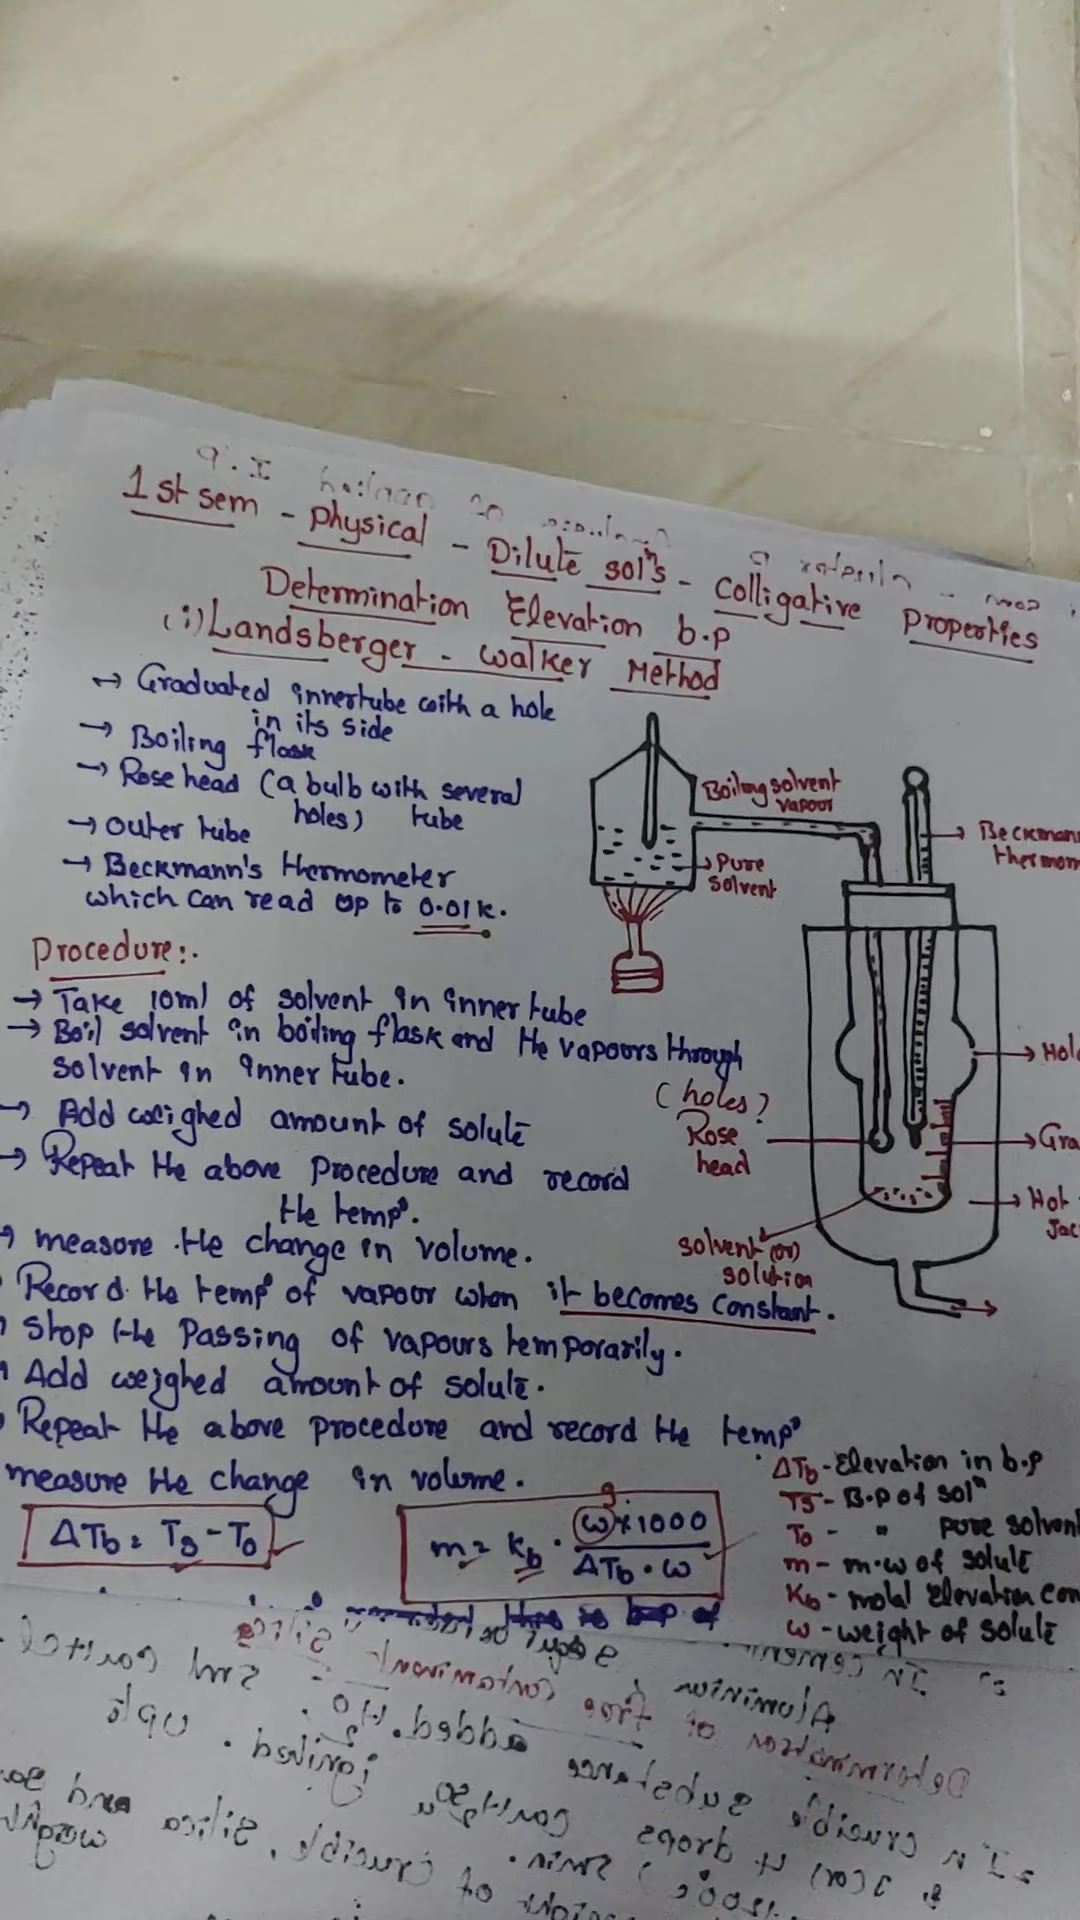 1st sem - physical - Dilute solⁿs - Colligative Properties
Determination Elevation b.p
(i) Landsberger - Walker Method
→ Graduated innertube with a hole
in its side
→ Boiling flask
→ Rose head (a bulb with several
holes) tube
→ outer tube
→ Beckmann's thermometer
which can read up to 0.01K.
Boiling solvent
vapour
Pure
solvent
Beckmann
thermom
Procedure:-
→ Take 10ml of solvent in inner tube
→ Boil solvent in boiling flask and the vapours through
solvent in inner tube.
→ Add weighed amount of solute
→ Repeat the above procedure and record
the temp.
→ measure the change in volume.
(holes?
Rose
head
Hole
Gra
Hot
Jac
solvent (or)
solution
Record the temp of vapour when it becomes constant.
Stop the Passing of vapours temporarily.
Add weighed amount of solute.
Repeat the above procedure and record the temp
measure the change in volume.
ΔTb = Ts - To
m = Kb . w × 1000 / ΔTb . w
g
ΔTb - Elevation in b.p
Ts - B.p of solⁿ
To - " pure solvent
m - m.w of solute
Kb - molal elevation con
w - weight of solute